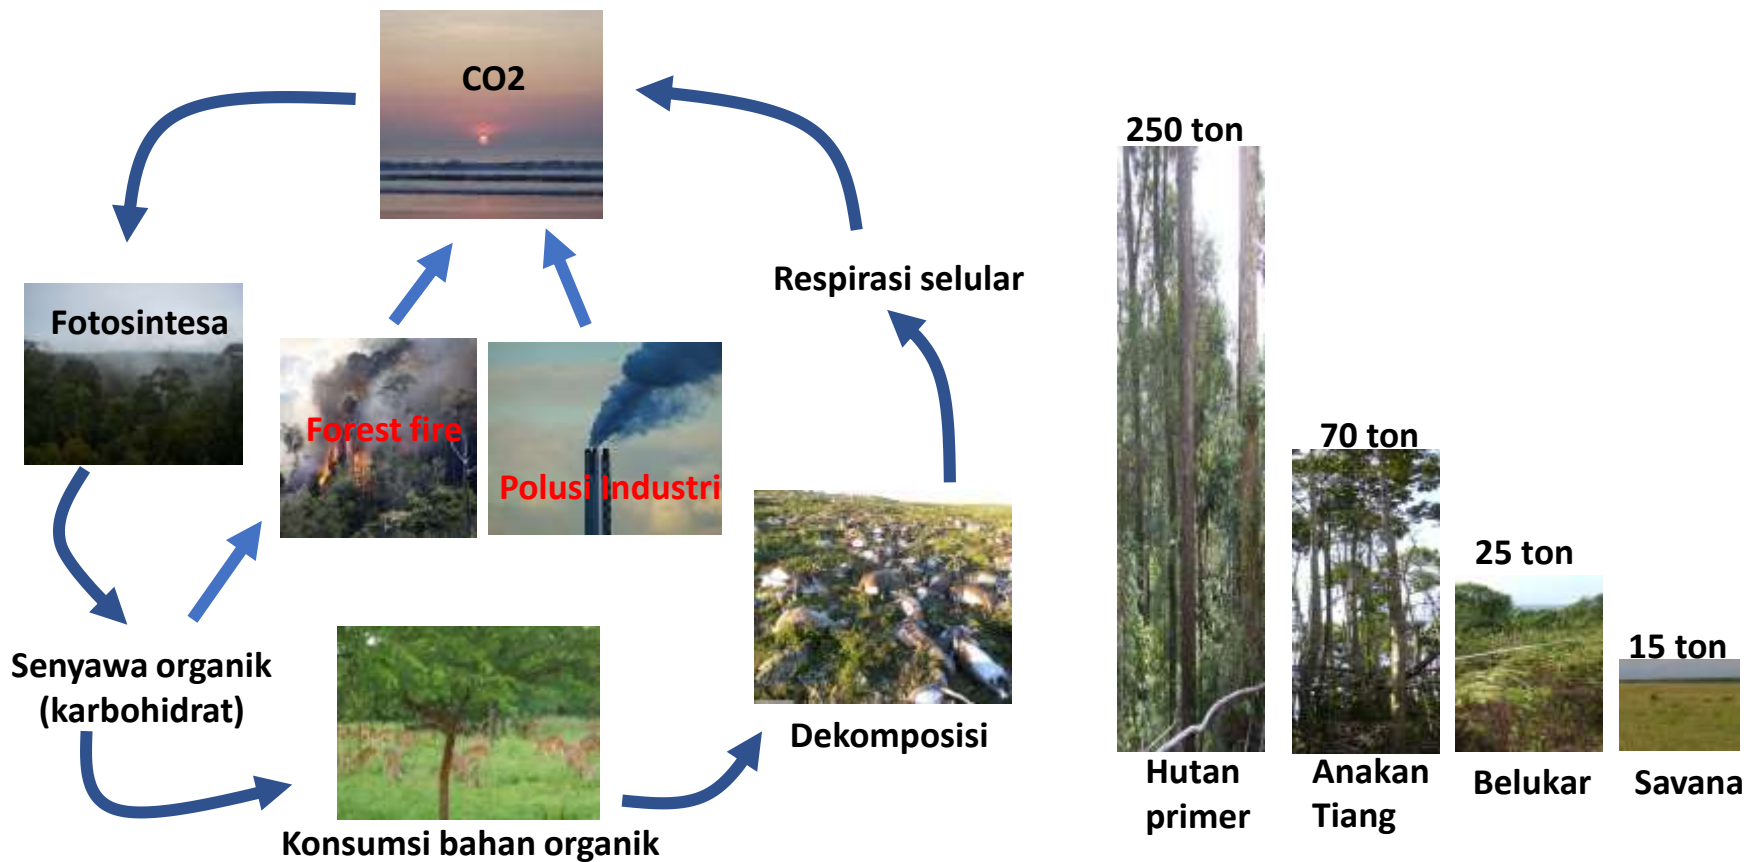 CO2
Fotosintesa
Forest fire
Polusi Industri
Respirasi selular
Senyawa organik
(karbohidrat)
Konsumsi bahan organik
Dekomposisi
250 ton
70 ton
25 ton
15 ton
Hutan
primer
Anakan
Tiang
Belukar
Savana